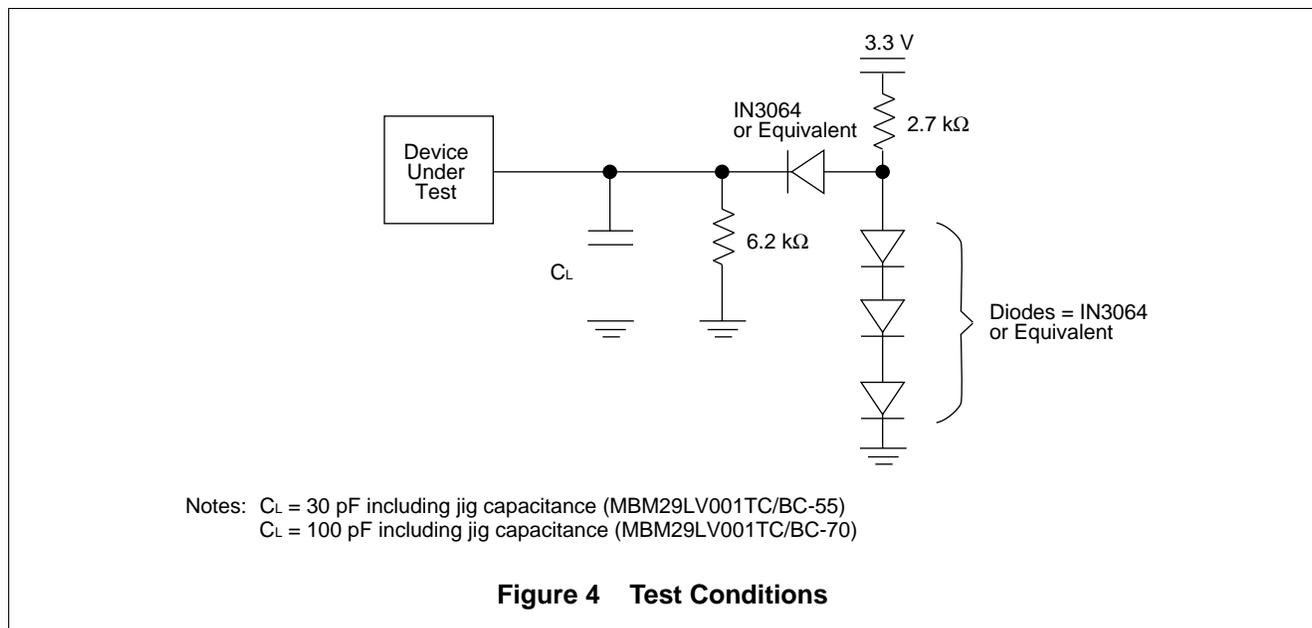 3.3 V
IN3064
or Equivalent
2.7 kΩ
Device
Under
Test
6.2 kΩ
CL
Diodes = IN3064
or Equivalent
Notes: CL = 30 pF including jig capacitance (MBM29LV001TC/BC-55)
CL = 100 pF including jig capacitance (MBM29LV001TC/BC-70)
Figure 4 Test Conditions